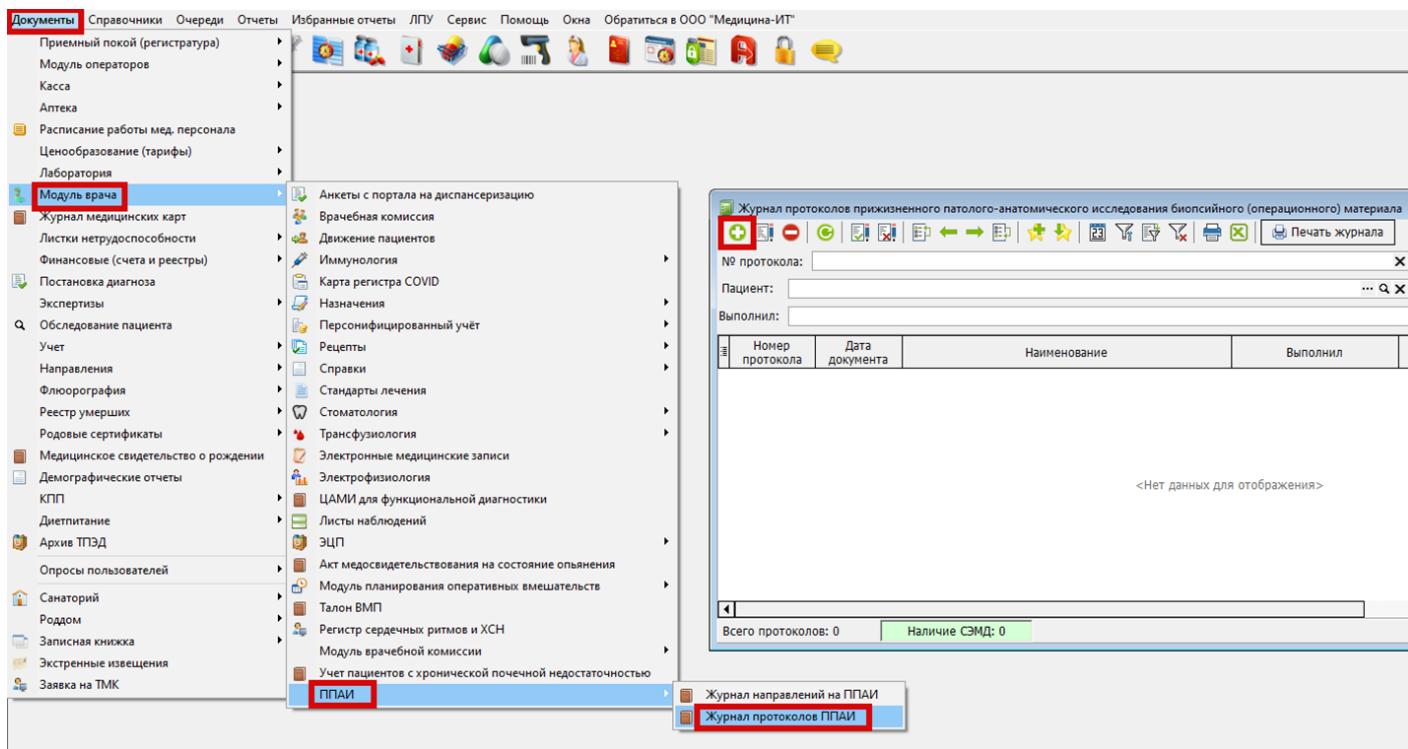 Документы Справочники Очереди Отчеты Избранные отчеты ЛПУ Сервис Помощь Окна Обратиться в ООО "Медицина-ИТ"
Приемный покой (регистратура)
Модуль операторов
Касса
Аптека
Расписание работы мед. персонала
Ценообразование (тарифы)
Лаборатория
Модуль врача
Журнал медицинских карт
Листки нетрудоспособности
Финансовые (счета и реестры)
Постановка диагноза
Экспертизы
Обследование пациента
Учет
Направления
Флюорография
Реестр умерших
Родовые сертификаты
Медицинское свидетельство о рождении
Демографические отчеты
КПП
Диетпитание
Архив ТПЭД
Опросы пользователей
Санаторий
Роддом
Записная книжка
Экстренные извещения
Заявка на ТМК
Анкеты с портала на диспансеризацию
Врачебная комиссия
Движение пациентов
Иммунология
Карта регистра COVID
Назначения
Персонифицированный учёт
Рецепты
Справки
Стандарты лечения
Стоматология
Трансфузиология
Электронные медицинские записи
Электрофизиология
ЦАМИ для функциональной диагностики
Листы наблюдений
ЭЦП
Акт медосвидетельствования на состояние опьянения
Модуль планирования оперативных вмешательств
Талон ВМП
Регистр сердечных ритмов и ХСН
Модуль врачебной комиссии
Учет пациентов с хронической почечной недостаточностью
ППАИ
Журнал направлений на ППАИ
Журнал протоколов ППАИ
Журнал протоколов прижизненного патолого-анатомического исследования биопсийного (операционного) материала
23 Печать журнала
№ протокола:
Пациент:
Выполнил:
Номер протокола Дата документа Наименование Выполнил
<Нет данных для отображения>
Всего протоколов: 0 Наличие СЭМД: 0